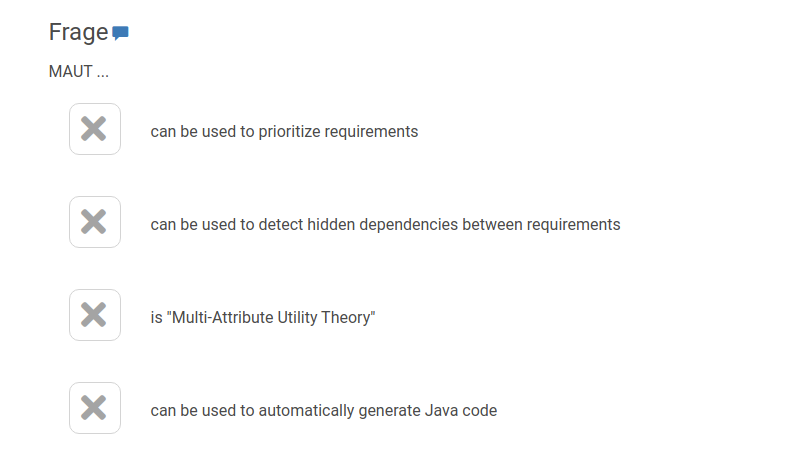 Frage
MAUT ...
can be used to prioritize requirements
can be used to detect hidden dependencies between requirements
is "Multi-Attribute Utility Theory"
can be used to automatically generate Java code